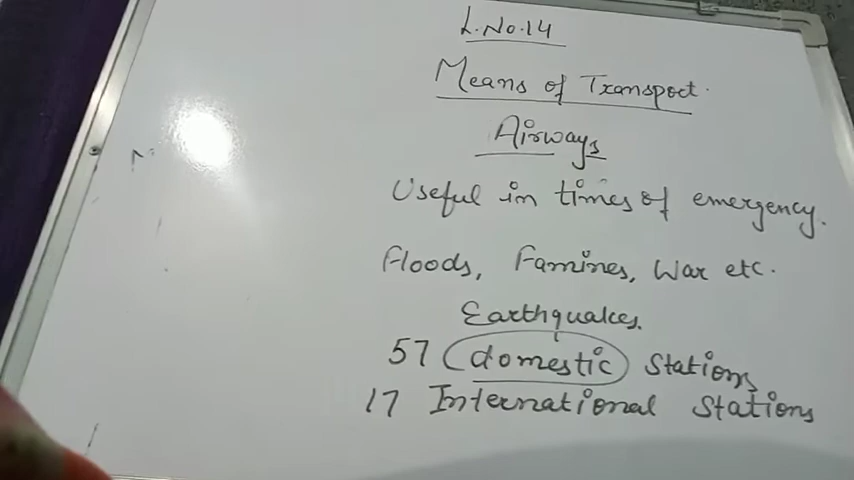 L.No.14
Means of Transport.
Airways
Useful in times of emergency.
Floods, Famines, War etc.
Earthquakes.
57 domestic Stations
17 International Stations